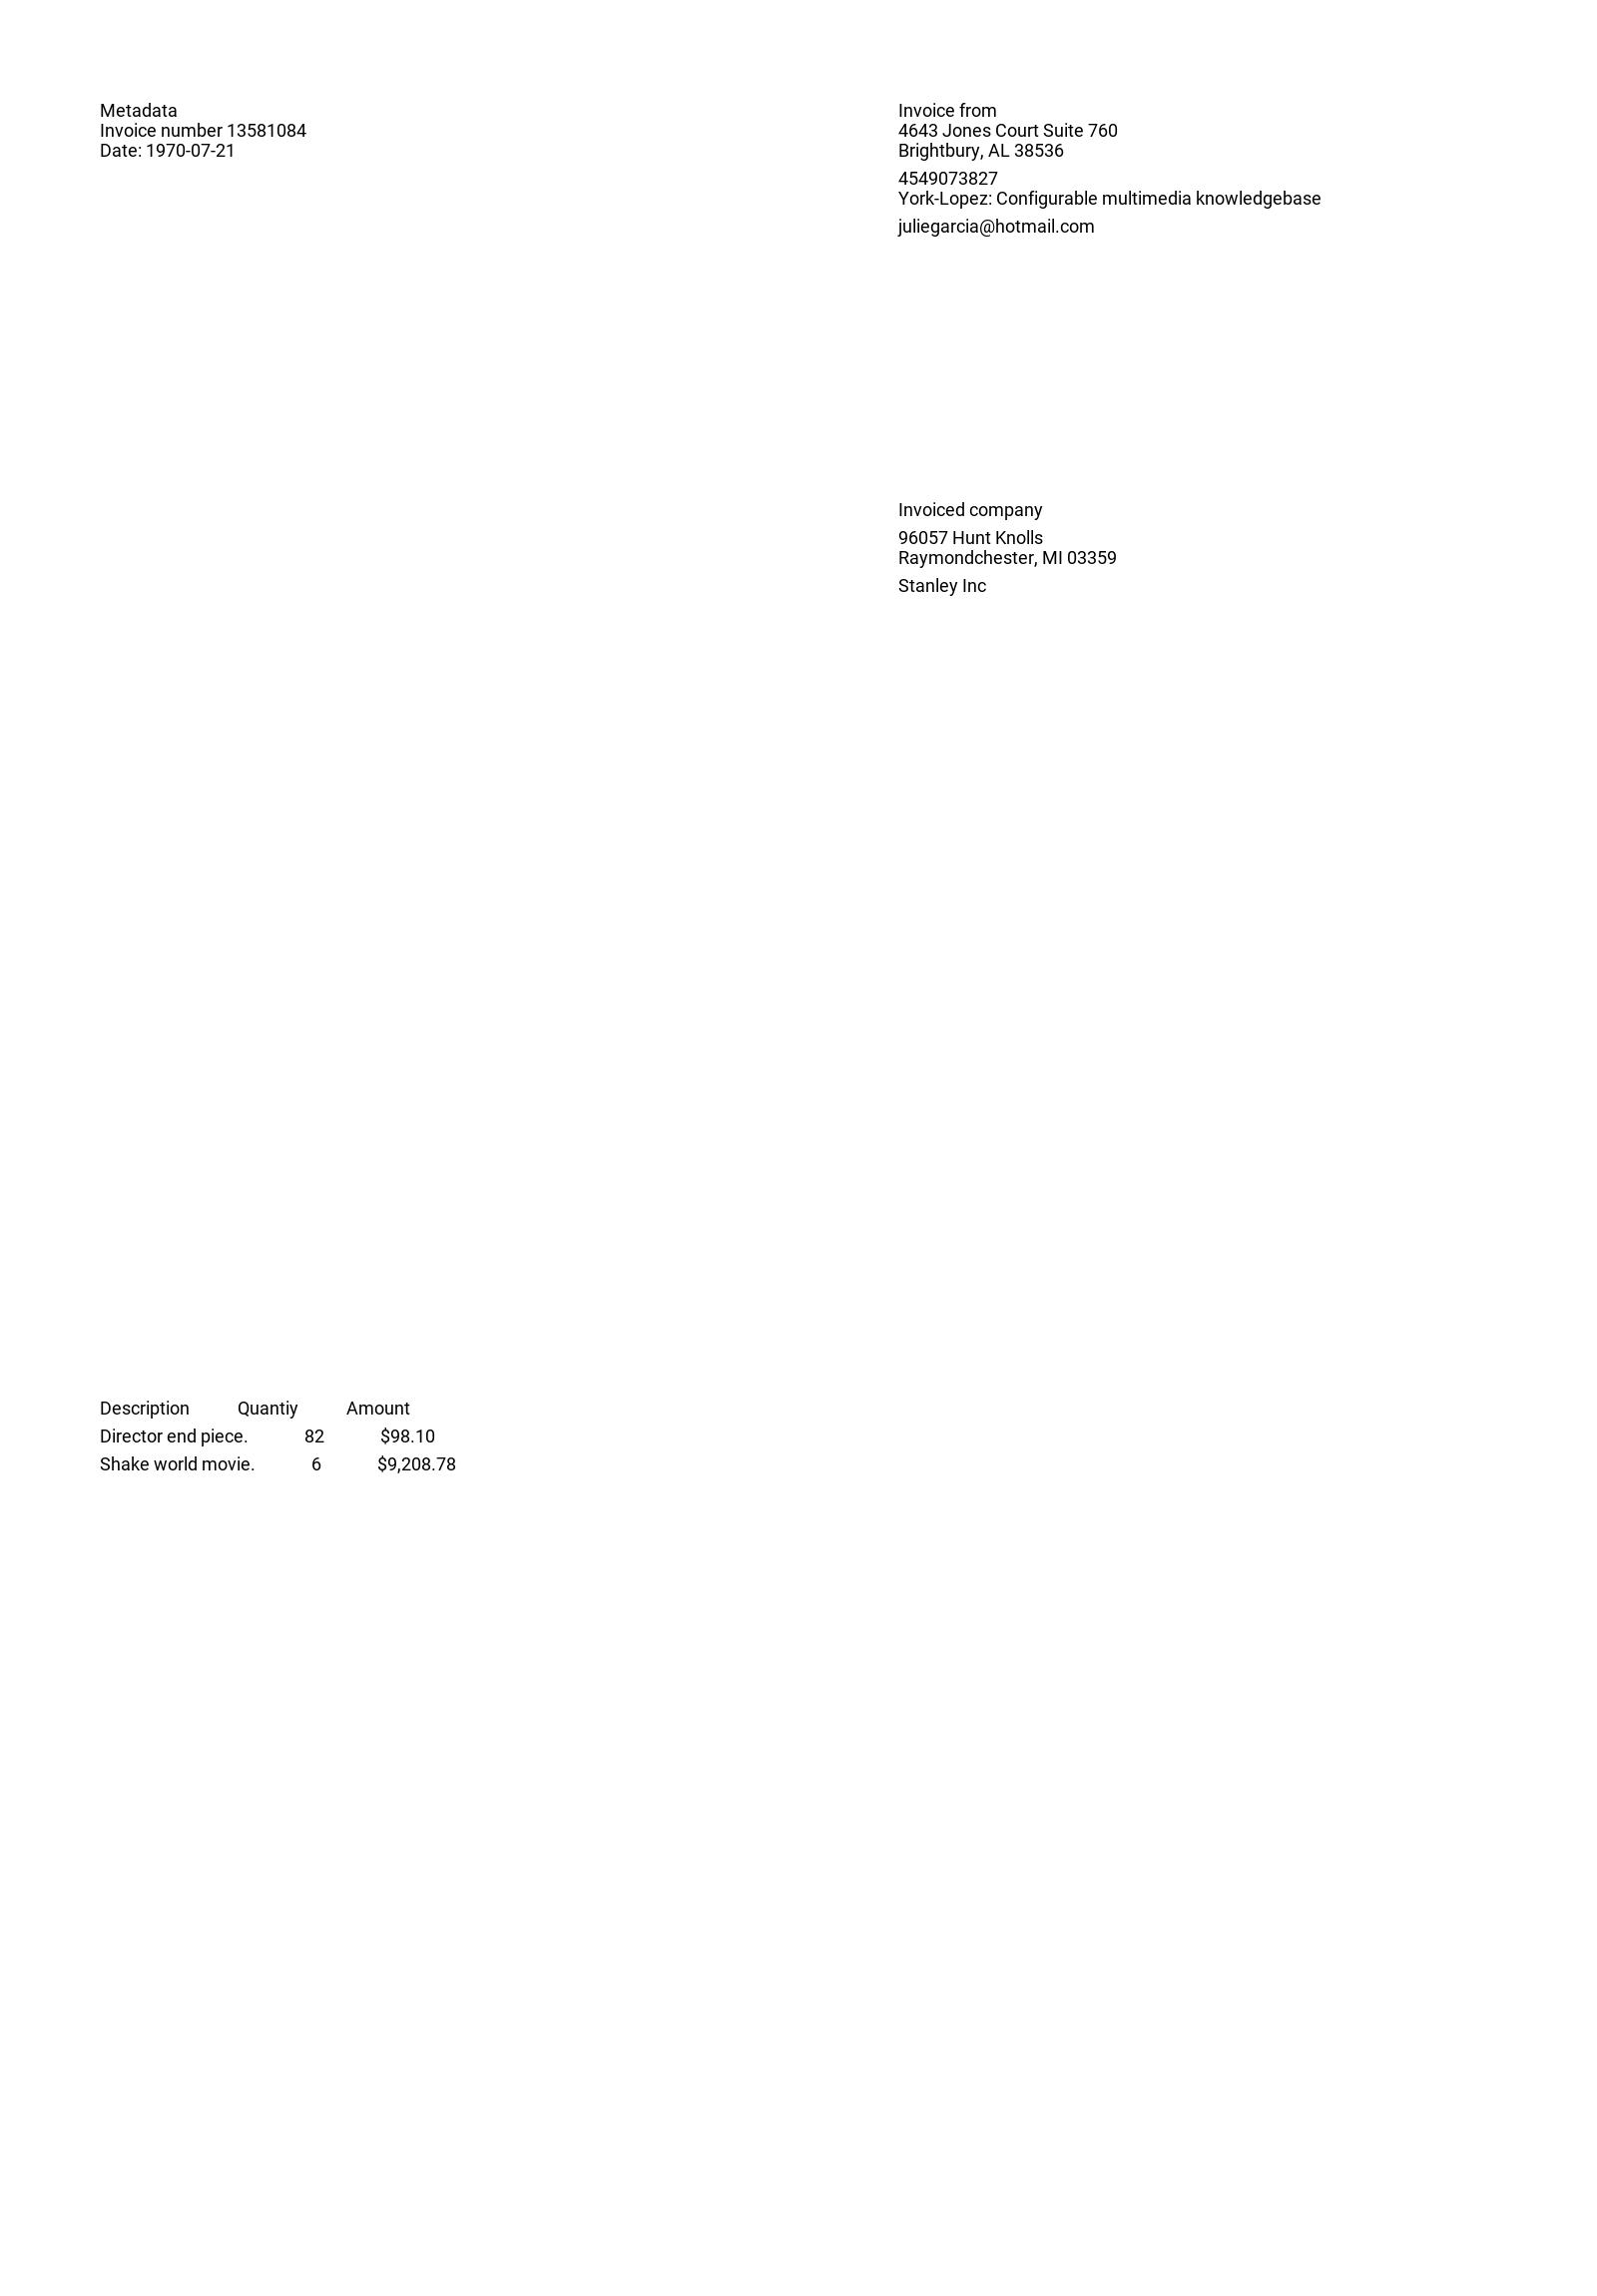 Metadata
Invoice number 13581084
Date: 1970-07-21
Invoice from
4643 Jones Court Suite 760
Brightbury, AL 38536
4549073827
York-Lopez: Configurable multimedia knowledgebase
juliegarcia@hotmail.com
Invoiced company
96057 Hunt Knolls
Raymondchester, MI 03359
Stanley Inc
Description Quantiy Amount
Director end piece. 82 $98.10
Shake world movie. 6 $9,208.78